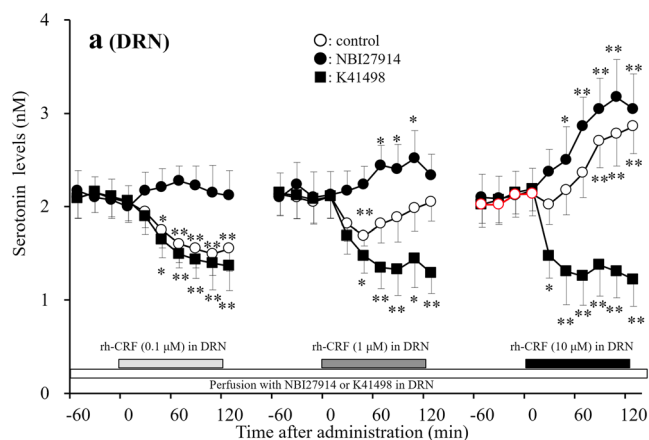 a (DRN)
○: control
●: NBI27914
■: K41498
Serotonin levels (nM)
4
3
2
1
0
* ** ** ** **
* ** ** ** **
** * * *
* ** ** * **
* ** ** ** **
** ** **
* ** ** ** ** **
rh-CRF (0.1 μM) in DRN
rh-CRF (1 μM) in DRN
rh-CRF (10 μM) in DRN
Perfusion with NBI27914 or K41498 in DRN
-60 0 60 120 -60 0 60 120 -60 0 60 120
Time after administration (min)